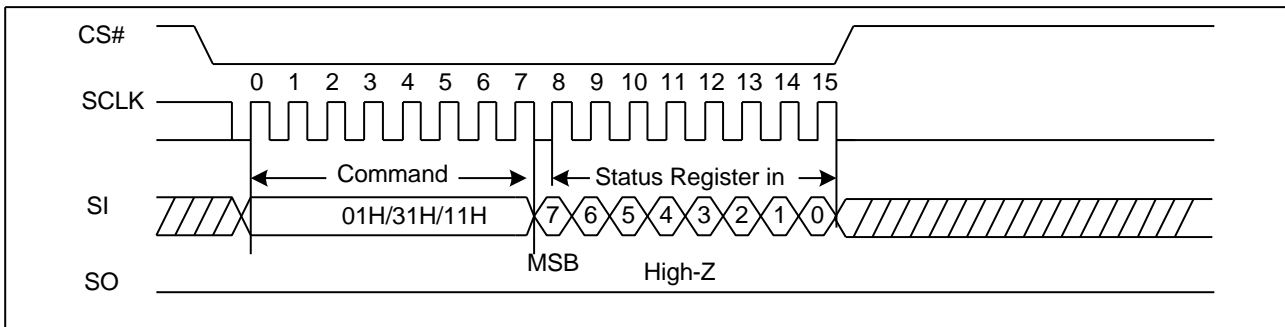 CS#
0 1 2 3 4 5 6 7 8 9 10 11 12 13 14 15
SCLK
Command Status Register in
SI 01H/31H/11H 7 6 5 4 3 2 1 0
MSB High-Z
SO